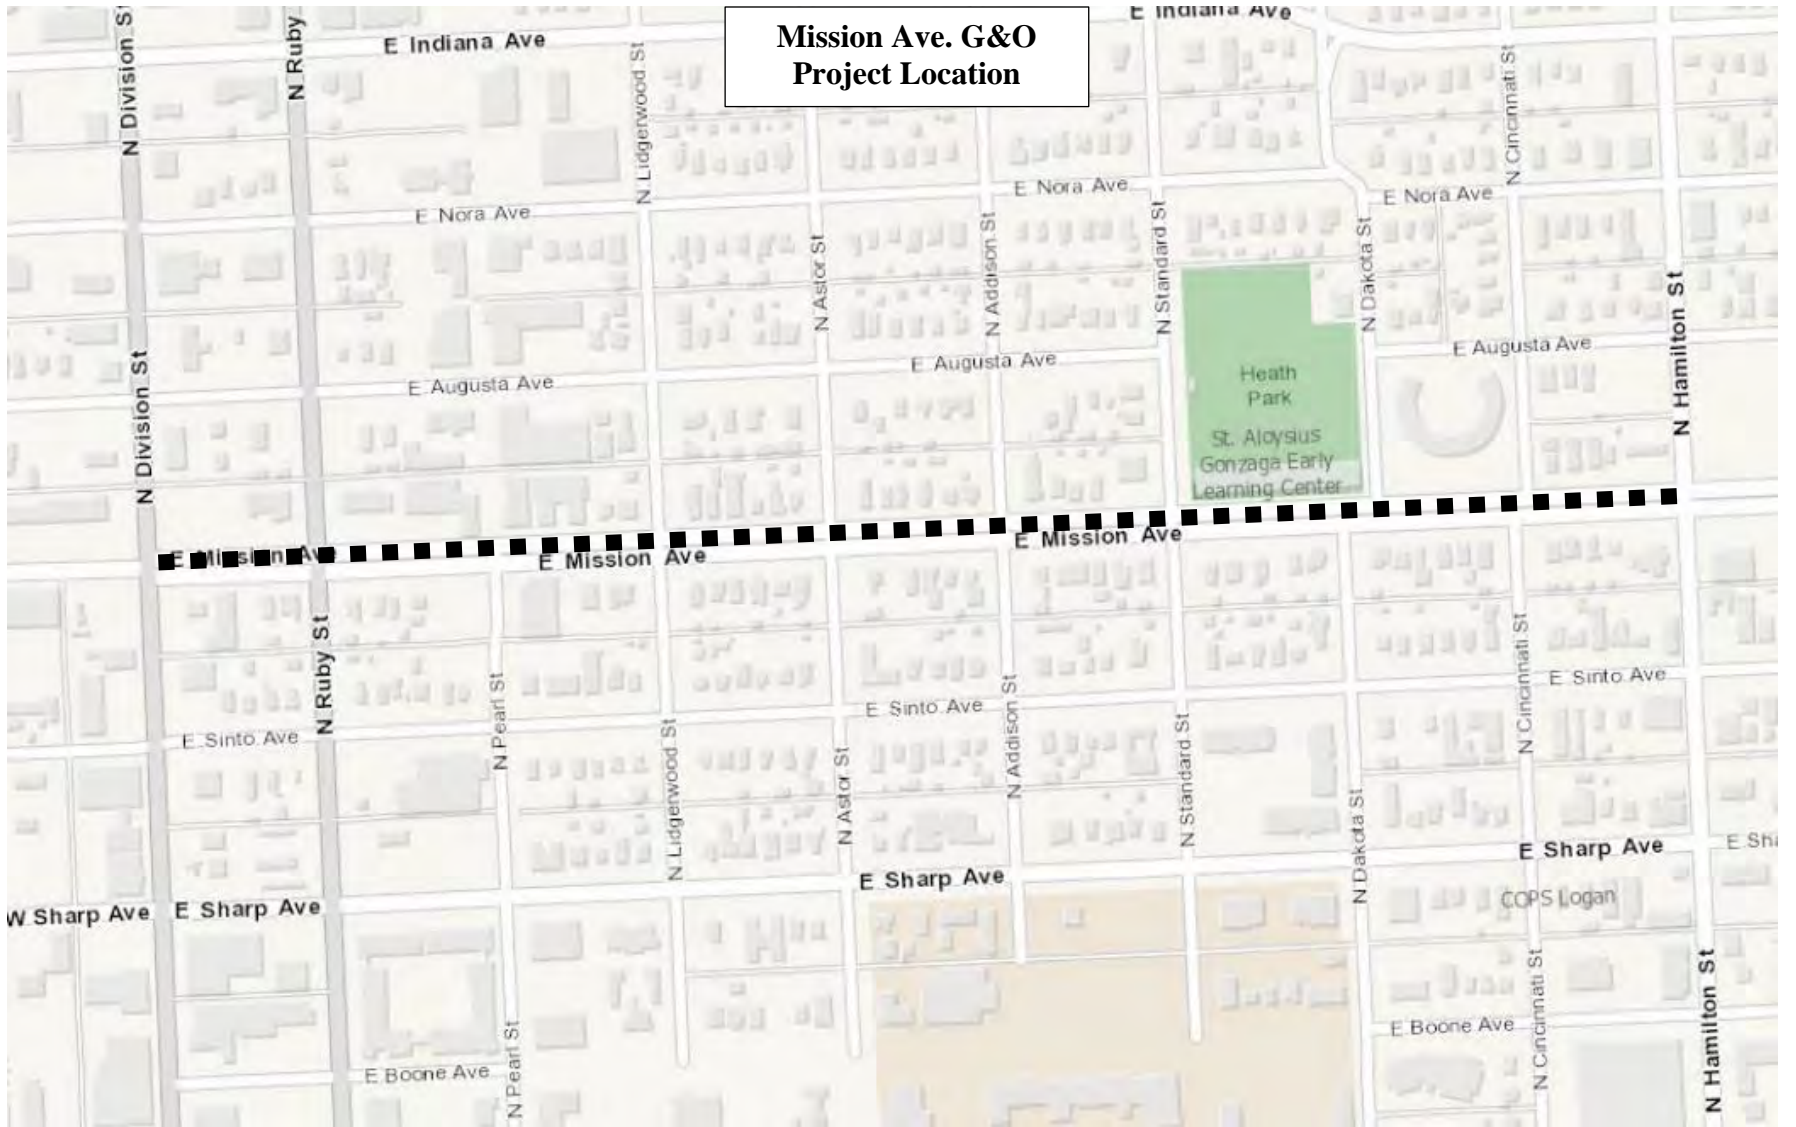 Mission Ave. G&O
Project Location
E Indiana Ave
E Indiana Ave
N Division St
N Ruby
N Lidgerwood St
N Cincinnati St
E Nora Ave
E Nora Ave
E Nora Ave
N Astor St
N Addison St
N Standard St
N Dakota St
N Hamilton St
N Division St
E Augusta Ave
E Augusta Ave
E Augusta Ave
Heath
Park
St. Aloysius
Gonzaga Early
Learning Center
E Mission Ave
E Mission Ave
E Mission Ave
N Ruby St
N Pearl St
N Lidgerwood St
N Astor St
N Addison St
N Standard St
N Dakota St
N Cincinnati St
E Sinto Ave
E Sinto Ave
E Sinto Ave
W Sharp Ave
E Sharp Ave
E Sharp Ave
E Sharp Ave
E Sha
COPS Logan
N Pearl St
N Cincinnati St
N Hamilton St
E Boone Ave
E Boone Ave